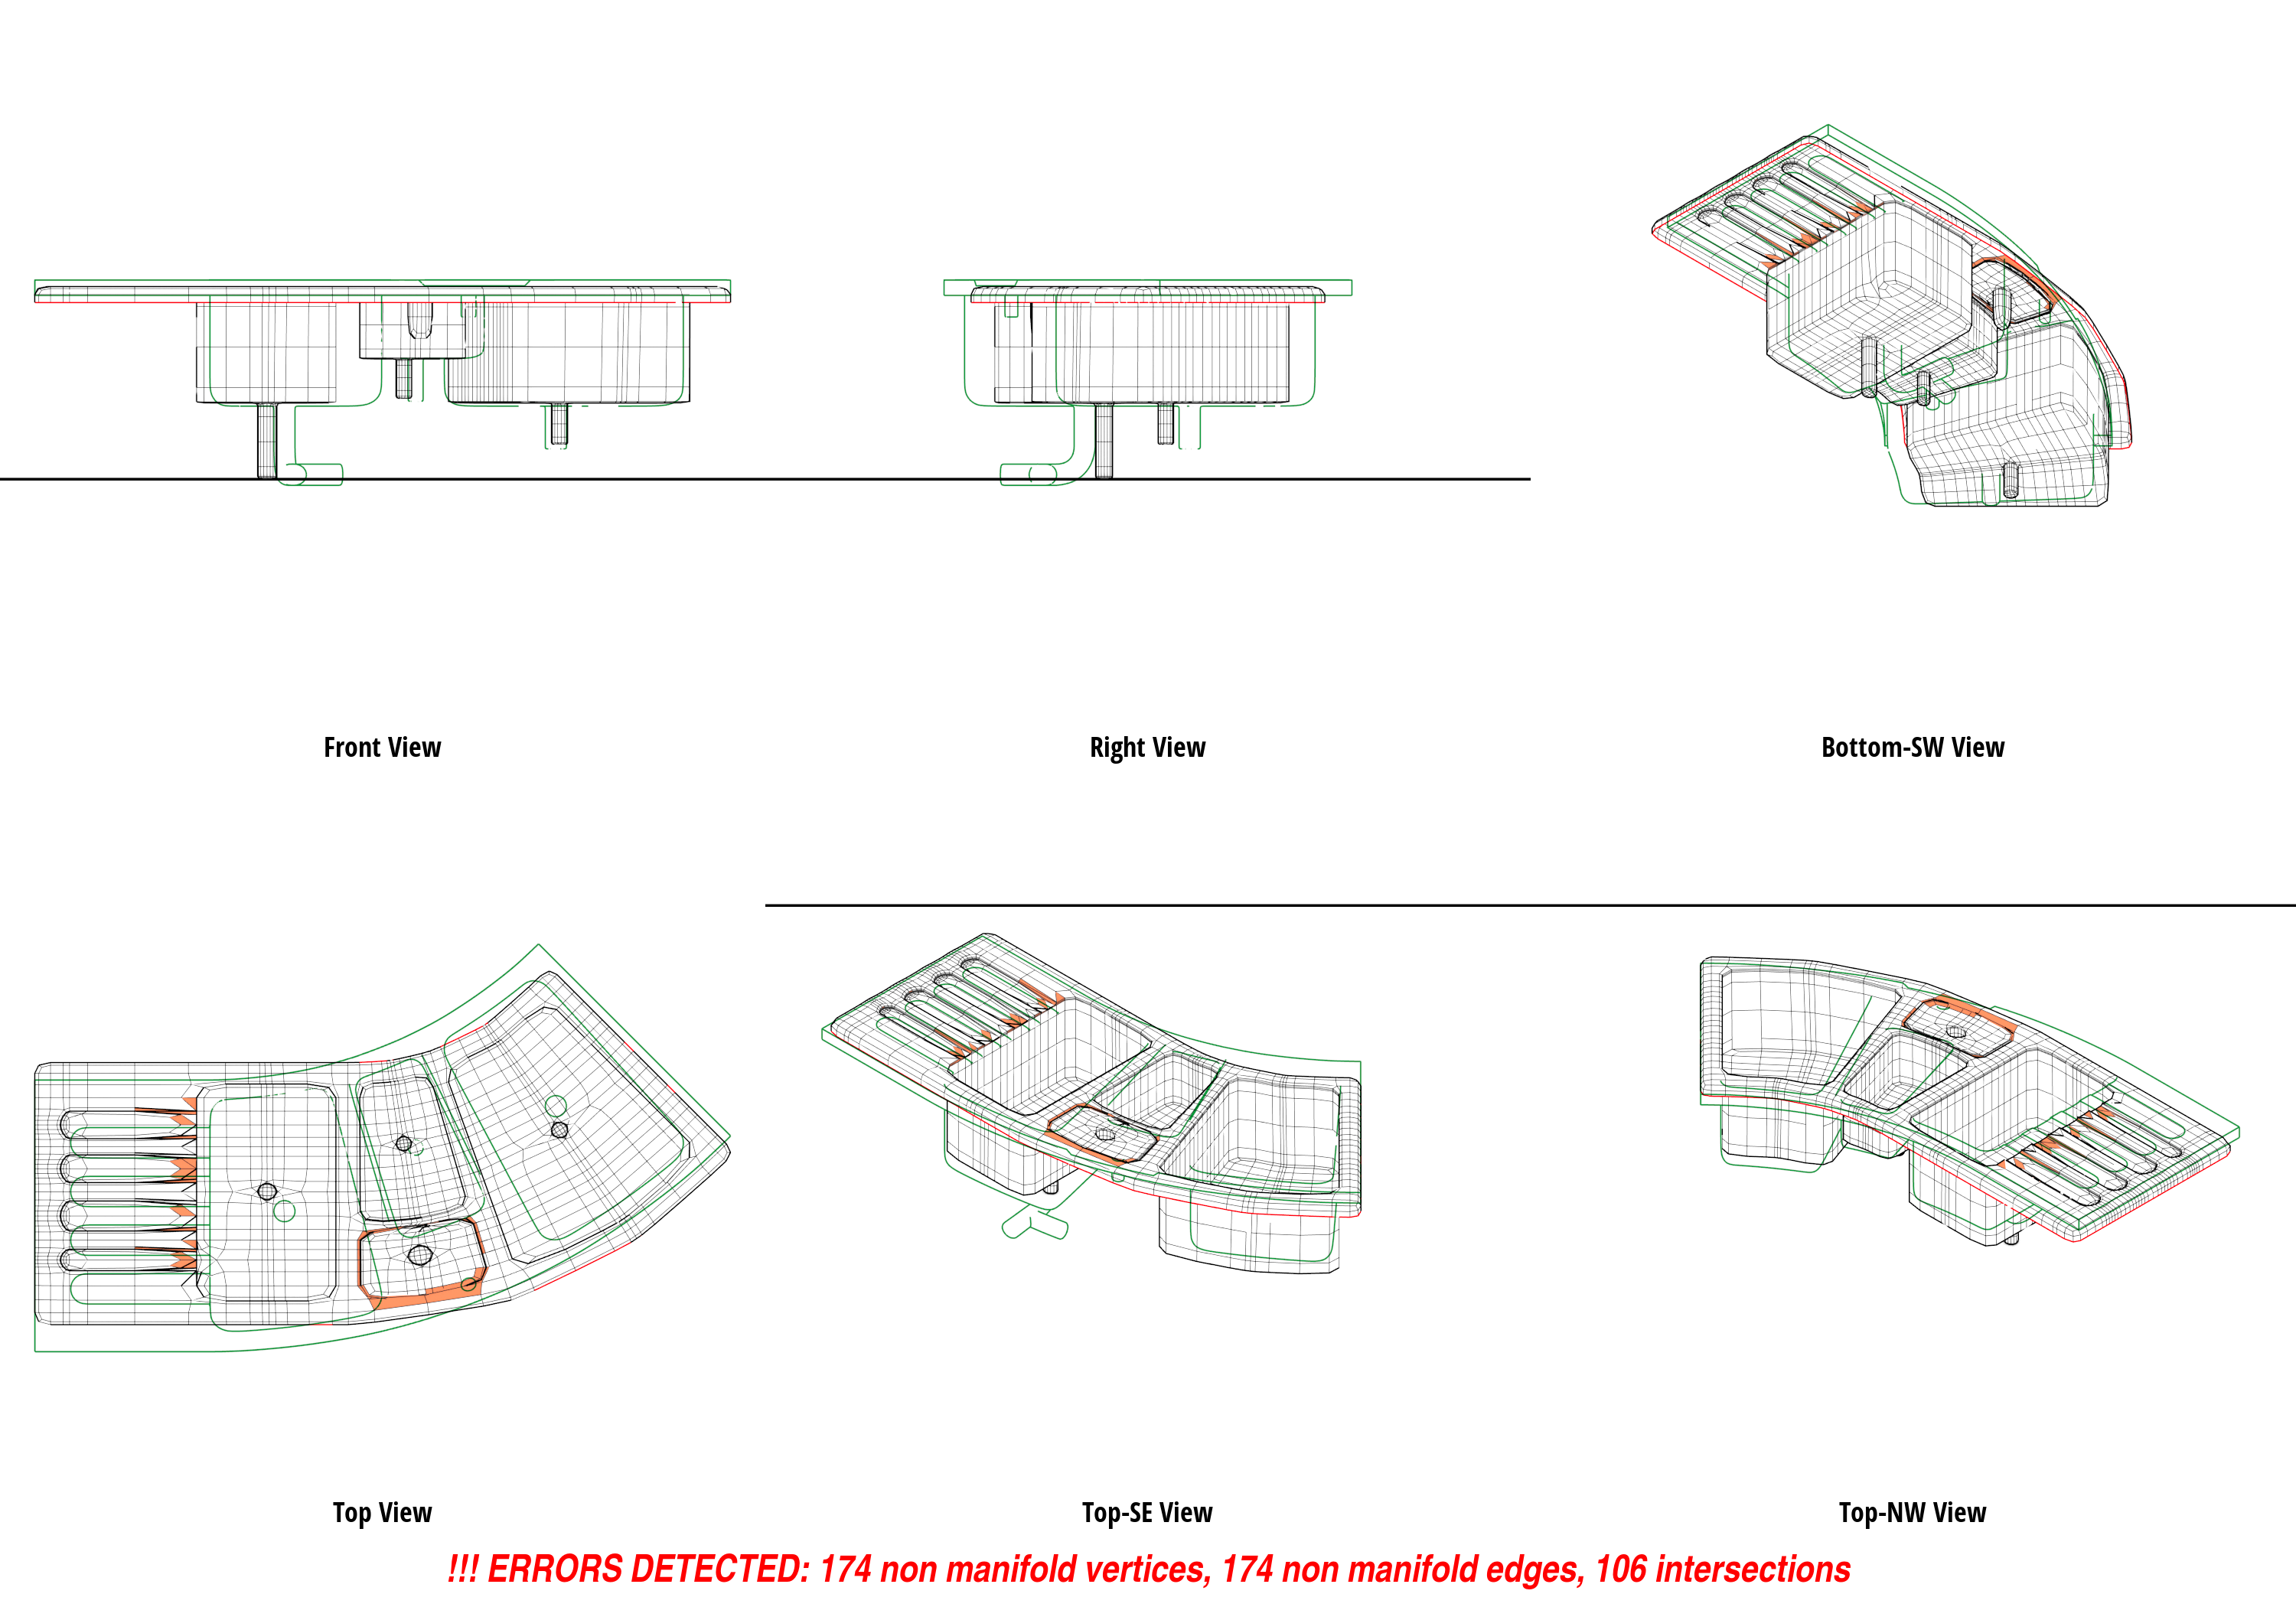 Front View
Right View
Bottom-SW View
Top View
Top-SE View
Top-NW View
!!! ERRORS DETECTED: 174 non manifold vertices, 174 non manifold edges, 106 intersections